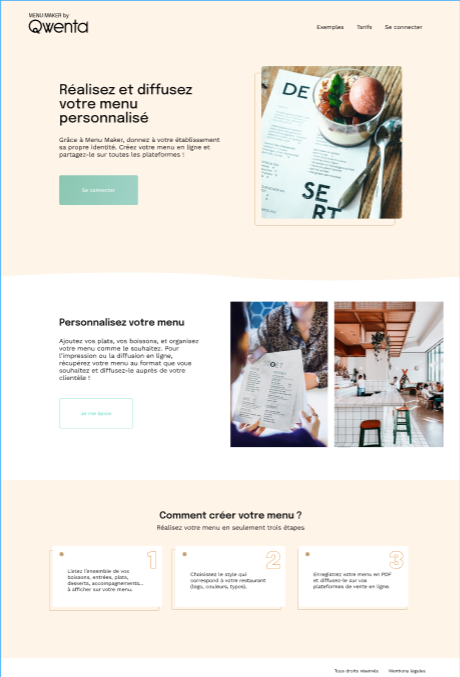 MENU MAKER by
Qwenta
Exemples Tarifs Se connecter
Réalisez et diffusez
votre menu
personnalisé
Grâce à Menu Maker, donnez à votre établissement
sa propre identité. Créez votre menu en ligne et
partagez-le sur toutes les plateformes !
Se connecter
DE
SE
RT
Personnalisez votre menu
Ajoutez vos plats, vos boissons, et organisez
votre menu comme le souhaitez. Pour
l'impression ou la diffusion en ligne,
récupérez votre menu au format que vous
souhaitez et diffusez-le auprès de votre
clientèle !
Je me lance
Comment créer votre menu ?
Réalisez votre menu en seulement trois étapes
1
Listez l'ensemble de vos
boissons, entrées, plats,
desserts, accompagnements...
à afficher sur votre menu.
2
Choisissez le style qui
correspond à votre restaurant
(logo, couleurs, typos).
3
Enregistrez votre menu en PDF
et diffusez-le sur vos
plateformes de vente en ligne.
Tous droits réservés Mentions légales